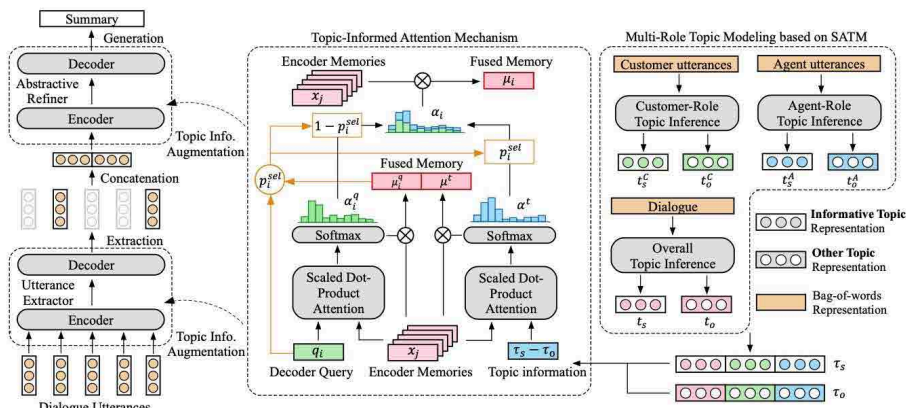 Summary
Generation
Decoder
Abstractive
Refiner
Encoder
Concatenation
Extraction
Decoder
Utterance
Extractor
Encoder
Dialogue Utterances
Topic Info.
Augmentation
Topic Info.
Augmentation
Topic-Informed Attention Mechanism
Encoder Memories
Fused Memory
x_j
μ_i
1 − p_i^{sel}
α_i
p_i^{sel}
p_i^{sel}
Fused Memory
μ_i^q μ^t
α_i^q
α^t
Softmax
Softmax
Scaled Dot-
Product
Attention
Scaled Dot-
Product
Attention
q_i
x_j
τ_s − τ_o
Decoder Query
Encoder Memories
Topic information
Multi-Role Topic Modeling based on SATM
Customer utterances
Agent utterances
Customer-Role
Topic Inference
Agent-Role
Topic Inference
t_s^C
t_o^C
t_s^A
t_o^A
Dialogue
Overall
Topic Inference
t_s
t_o
Informative Topic
Representation
Other Topic
Representation
Bag-of-words
Representation
τ_s
τ_o